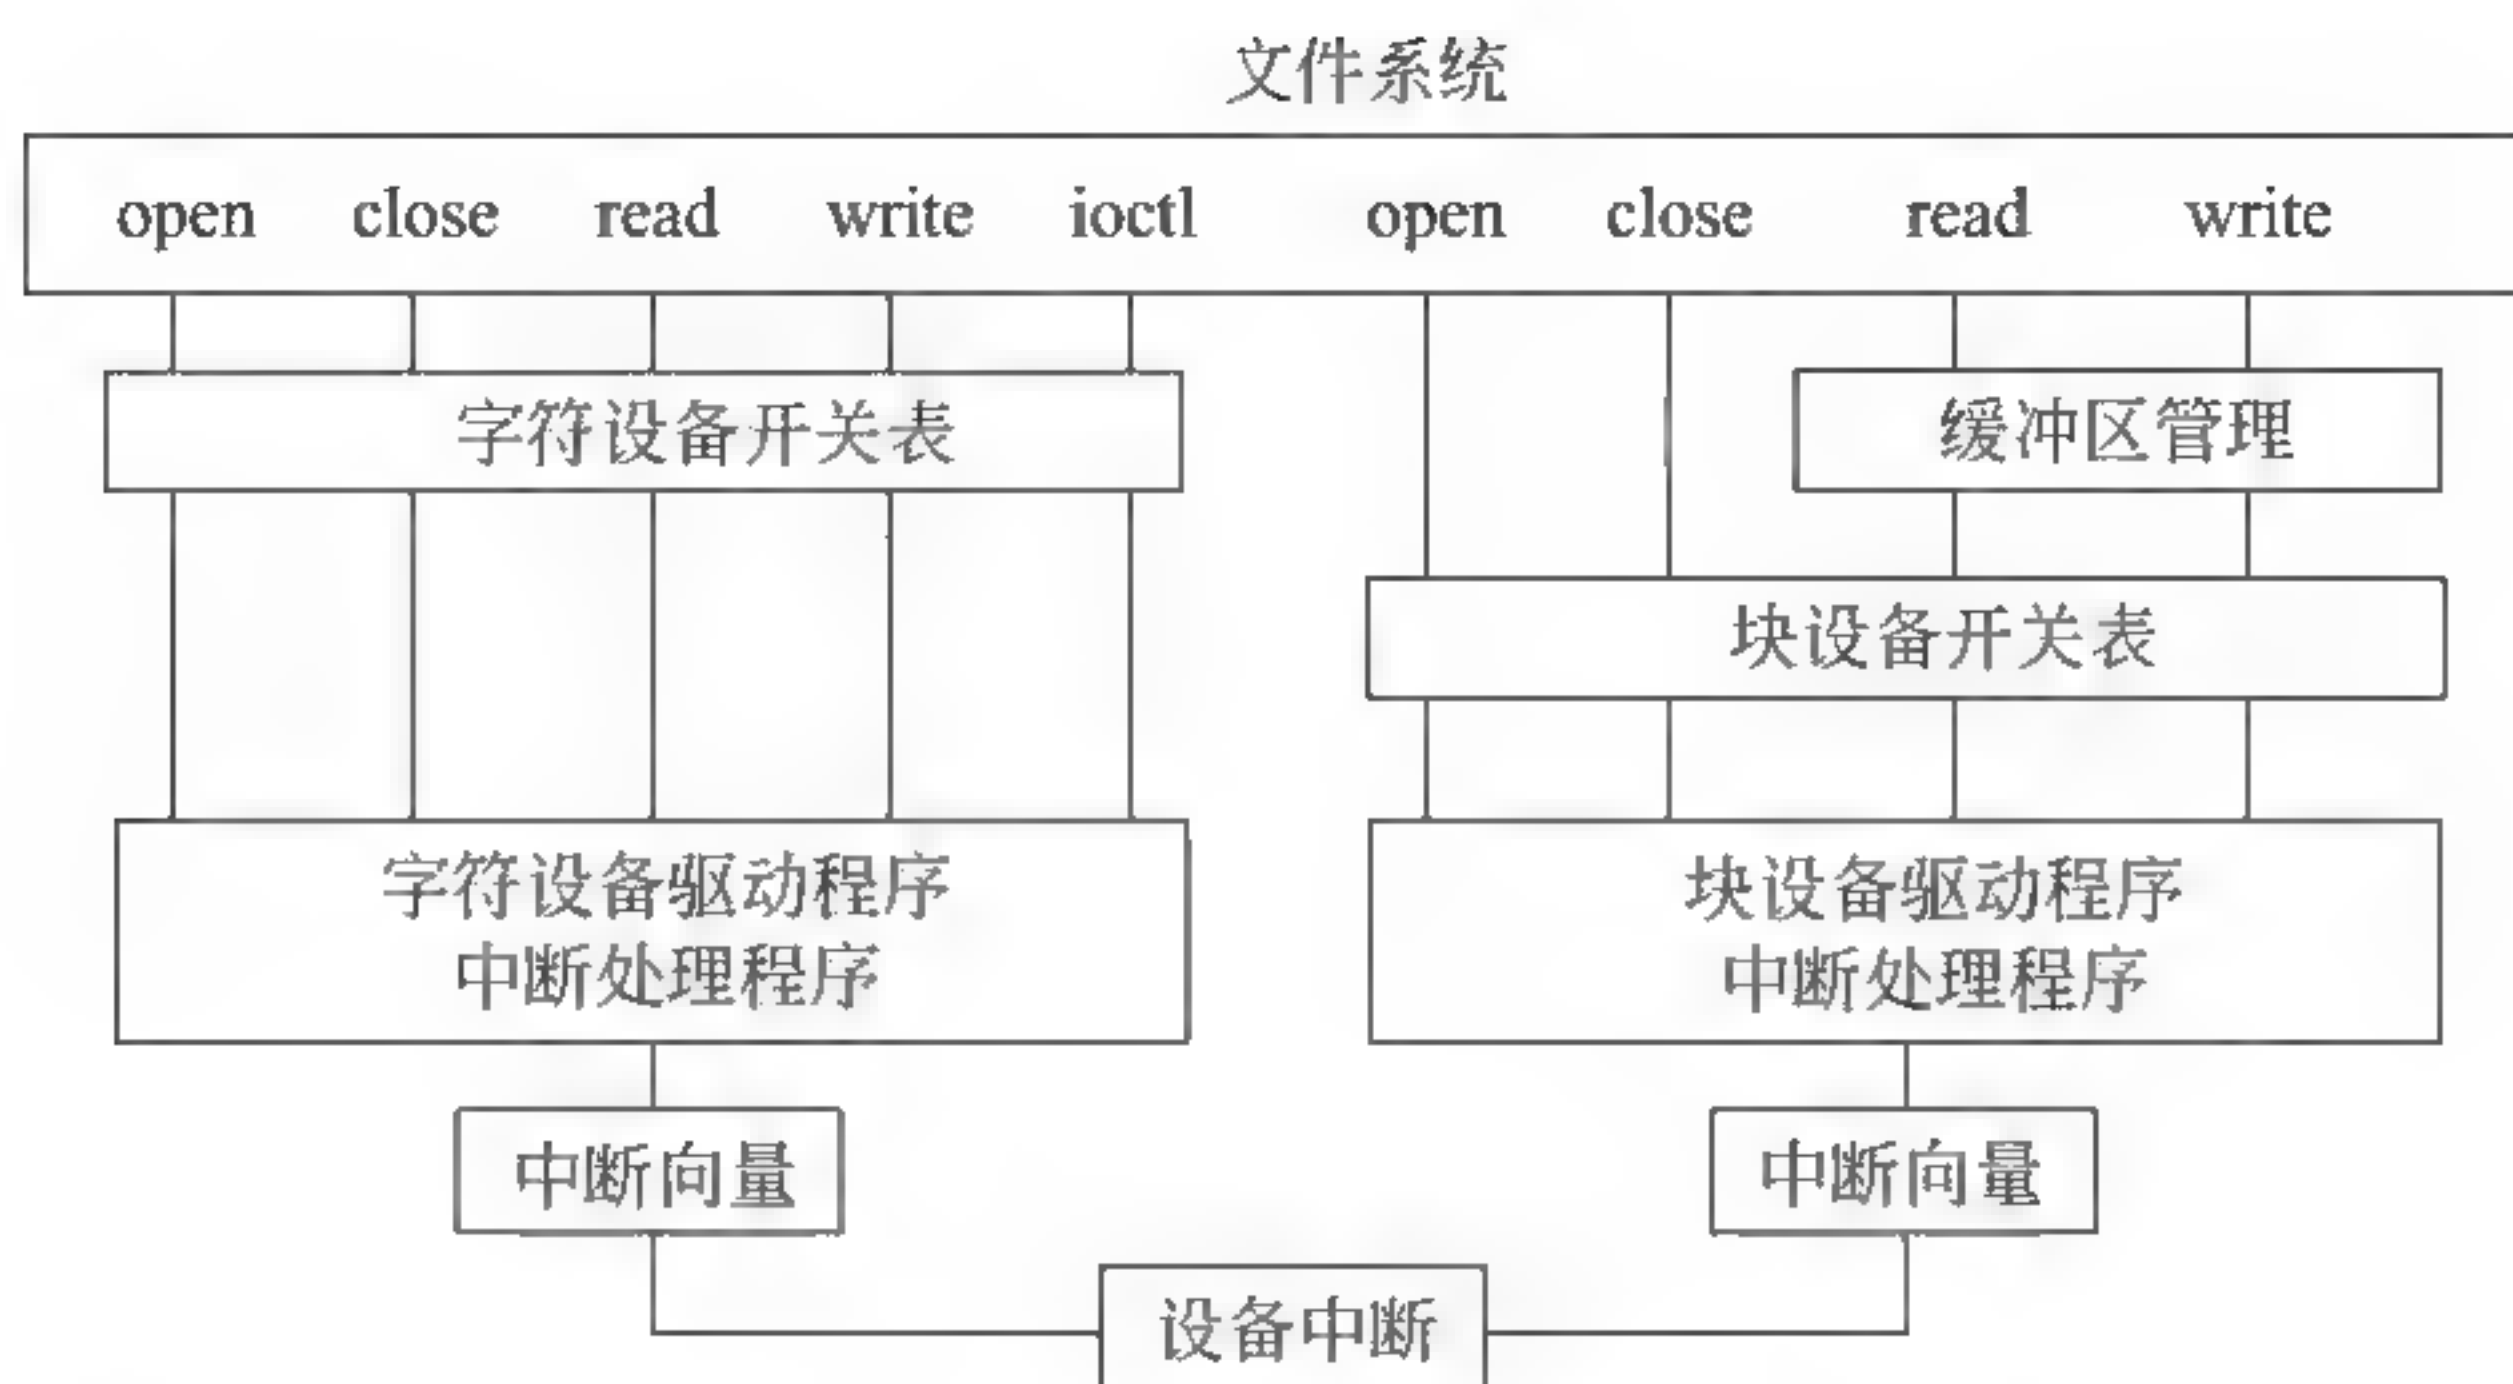 文件系统
open close read write ioctl open close read write
字符设备开关表 缓冲区管理
块设备开关表
字符设备驱动程序 块设备驱动程序
中断处理程序 中断处理程序
中断向量 中断向量
设备中断